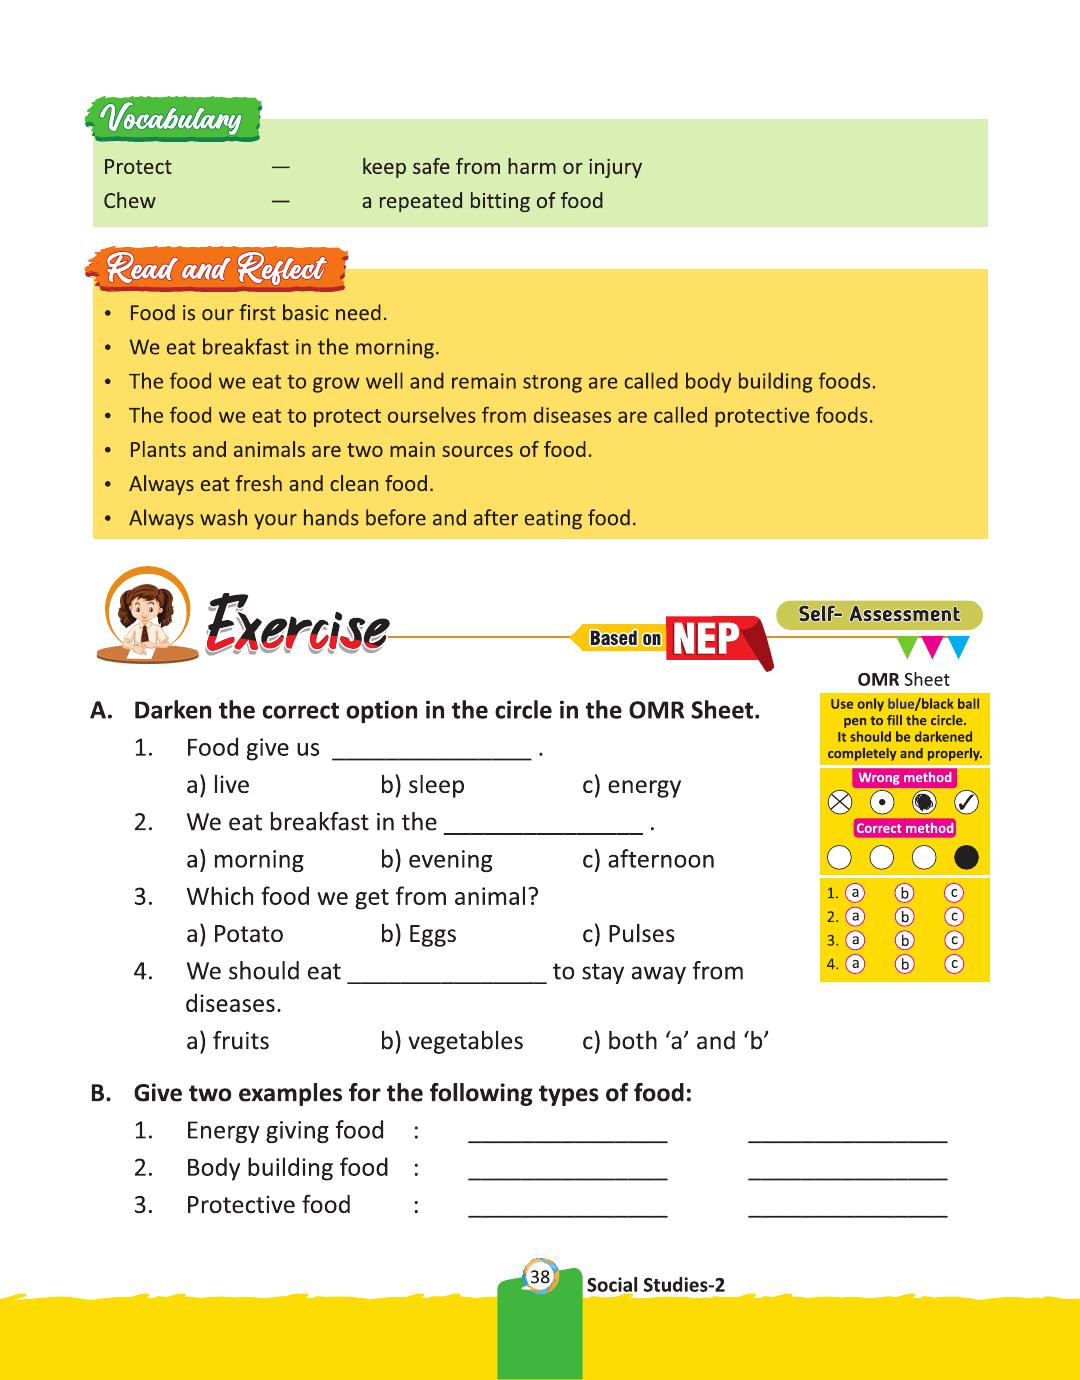 Vocabulary
Protect — keep safe from harm or injury
Chew — a repeated bitting of food
Read and Reflect
• Food is our first basic need.
• We eat breakfast in the morning.
• The food we eat to grow well and remain strong are called body building foods.
• The food we eat to protect ourselves from diseases are called protective foods.
• Plants and animals are two main sources of food.
• Always eat fresh and clean food.
• Always wash your hands before and after eating food.
Exercise
Based on NEP
Self- Assessment
OMR Sheet
Use only blue/black ball
pen to fill the circle.
It should be darkened
completely and properly.
Wrong method
Correct method
1. a b c
2. a b c
3. a b c
4. a b c
A. Darken the correct option in the circle in the OMR Sheet.
1. Food give us _______________ .
a) live b) sleep c) energy
2. We eat breakfast in the _______________ .
a) morning b) evening c) afternoon
3. Which food we get from animal?
a) Potato b) Eggs c) Pulses
4. We should eat _______________ to stay away from
diseases.
a) fruits b) vegetables c) both ‘a’ and ‘b’
B. Give two examples for the following types of food:
1. Energy giving food : _______________ _______________
2. Body building food : _______________ _______________
3. Protective food : _______________ _______________
38
Social Studies-2